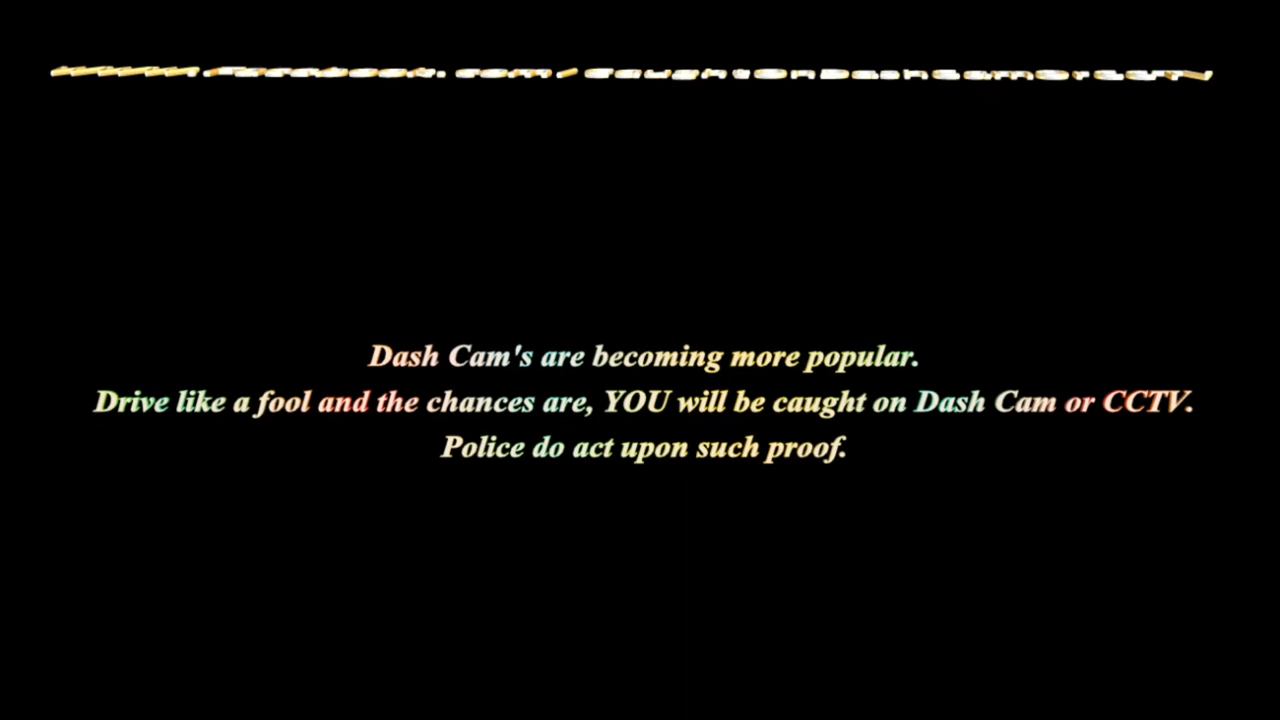 Dash Cam's are becoming more popular.
Drive like a fool and the chances are, YOU will be caught on Dash Cam or CCTV.
Police do act upon such proof.